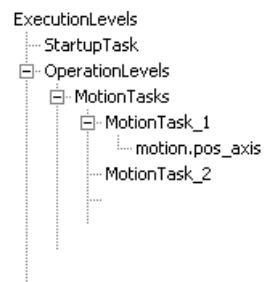 ExecutionLevels
StartupTask
OperationLevels
MotionTasks
MotionTask_1
motion.pos_axis
MotionTask_2